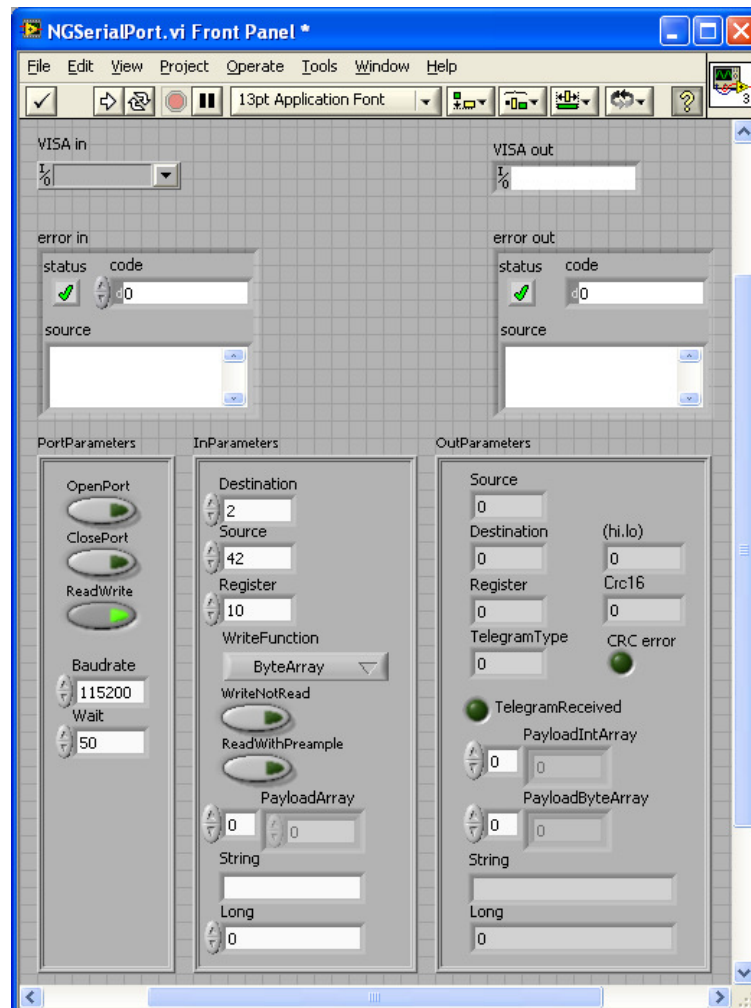 NGSerialPort.vi Front Panel *
File Edit View Project Operate Tools Window Help
13pt Application Font
3
VISA in
VISA out
I/O
I/O
error in
error out
status code
status code
d0
d0
source
source
PortParameters
InParameters
OutParameters
OpenPort
ClosePort
ReadWrite
Baudrate
115200
Wait
50
Destination
2
Source
42
Register
10
WriteFunction
ByteArray
WriteNotRead
ReadWithPreample
PayloadArray
0 0
String
Long
0
Source
0
Destination (hi.lo)
0 0
Register Crc16
0 0
TelegramType CRC error
0
TelegramReceived
PayloadIntArray
0 0
PayloadByteArray
0 0
String
Long
0